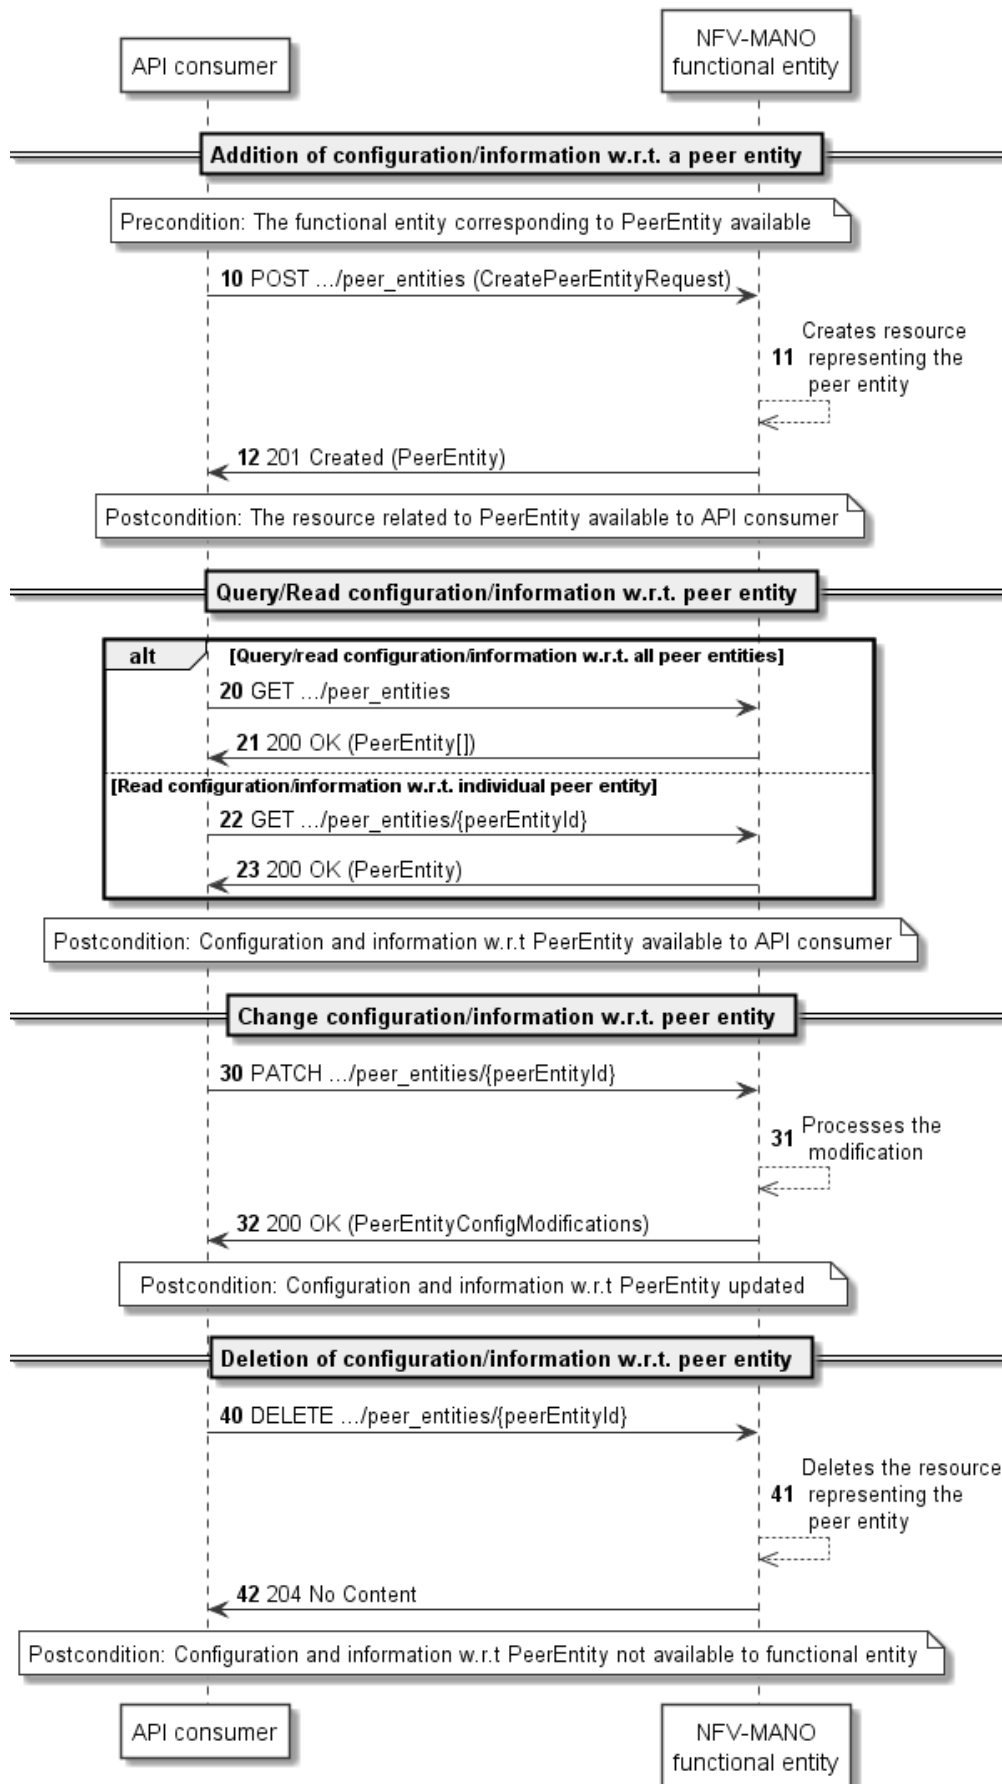 API consumer
NFV-MANO
functional entity
Addition of configuration/information w.r.t. a peer entity
Precondition: The functional entity corresponding to PeerEntity available
10 POST .../peer_entities (CreatePeerEntityRequest)
Creates resource
11 representing the
peer entity
12 201 Created (PeerEntity)
Postcondition: The resource related to PeerEntity available to API consumer
Query/Read configuration/information w.r.t. peer entity
alt [Query/read configuration/information w.r.t. all peer entities]
20 GET .../peer_entities
21 200 OK (PeerEntity[])
[Read configuration/information w.r.t. individual peer entity]
22 GET .../peer_entities/{peerEntityId}
23 200 OK (PeerEntity)
Postcondition: Configuration and information w.r.t PeerEntity available to API consumer
Change configuration/information w.r.t. peer entity
30 PATCH .../peer_entities/{peerEntityId}
31 Processes the
modification
32 200 OK (PeerEntityConfigModifications)
Postcondition: Configuration and information w.r.t PeerEntity updated
Deletion of configuration/information w.r.t. peer entity
40 DELETE .../peer_entities/{peerEntityId}
Deletes the resource
41 representing the
peer entity
42 204 No Content
Postcondition: Configuration and information w.r.t PeerEntity not available to functional entity
API consumer
NFV-MANO
functional entity